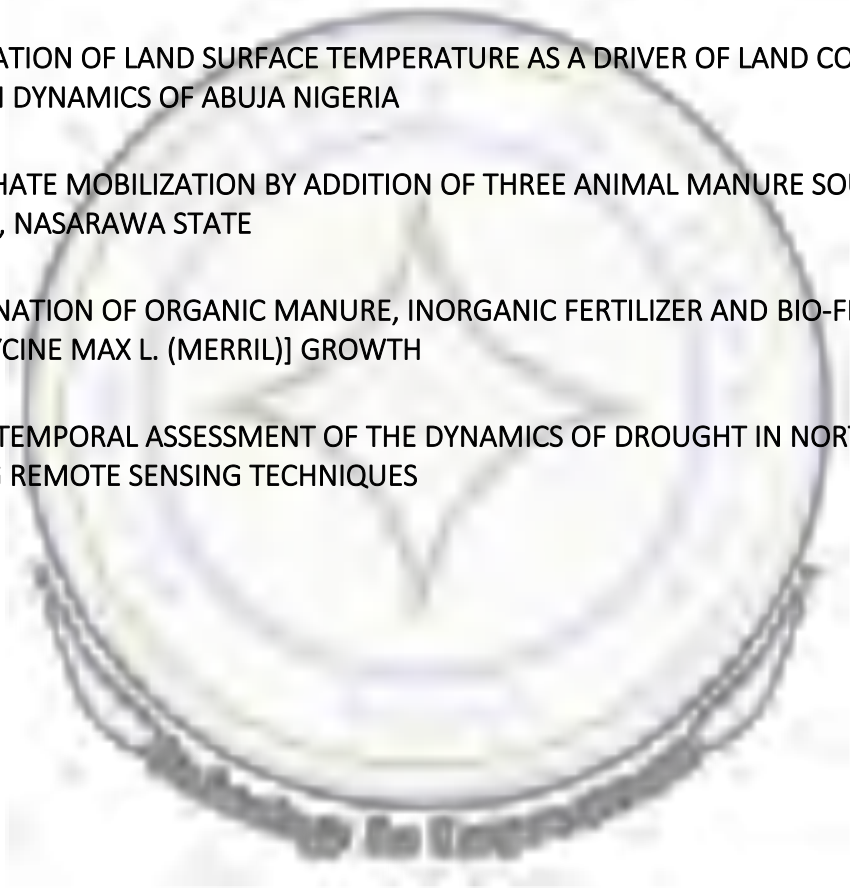 ATION OF LAND SURFACE TEMPERATURE AS A DRIVER OF LAND CO
DYNAMICS OF ABUJA NIGERIA
HATE MOBILIZATION BY ADDITION OF THREE ANIMAL MANURE SOU
, NASARAWA STATE
NATION OF ORGANIC MANURE, INORGANIC FERTILIZER AND BIO-FE
YCINE MAX L. (MERRIL)] GROWTH
TEMPORAL ASSESSMENT OF THE DYNAMICS OF DROUGHT IN NORT
G REMOTE SENSING TECHNIQUES